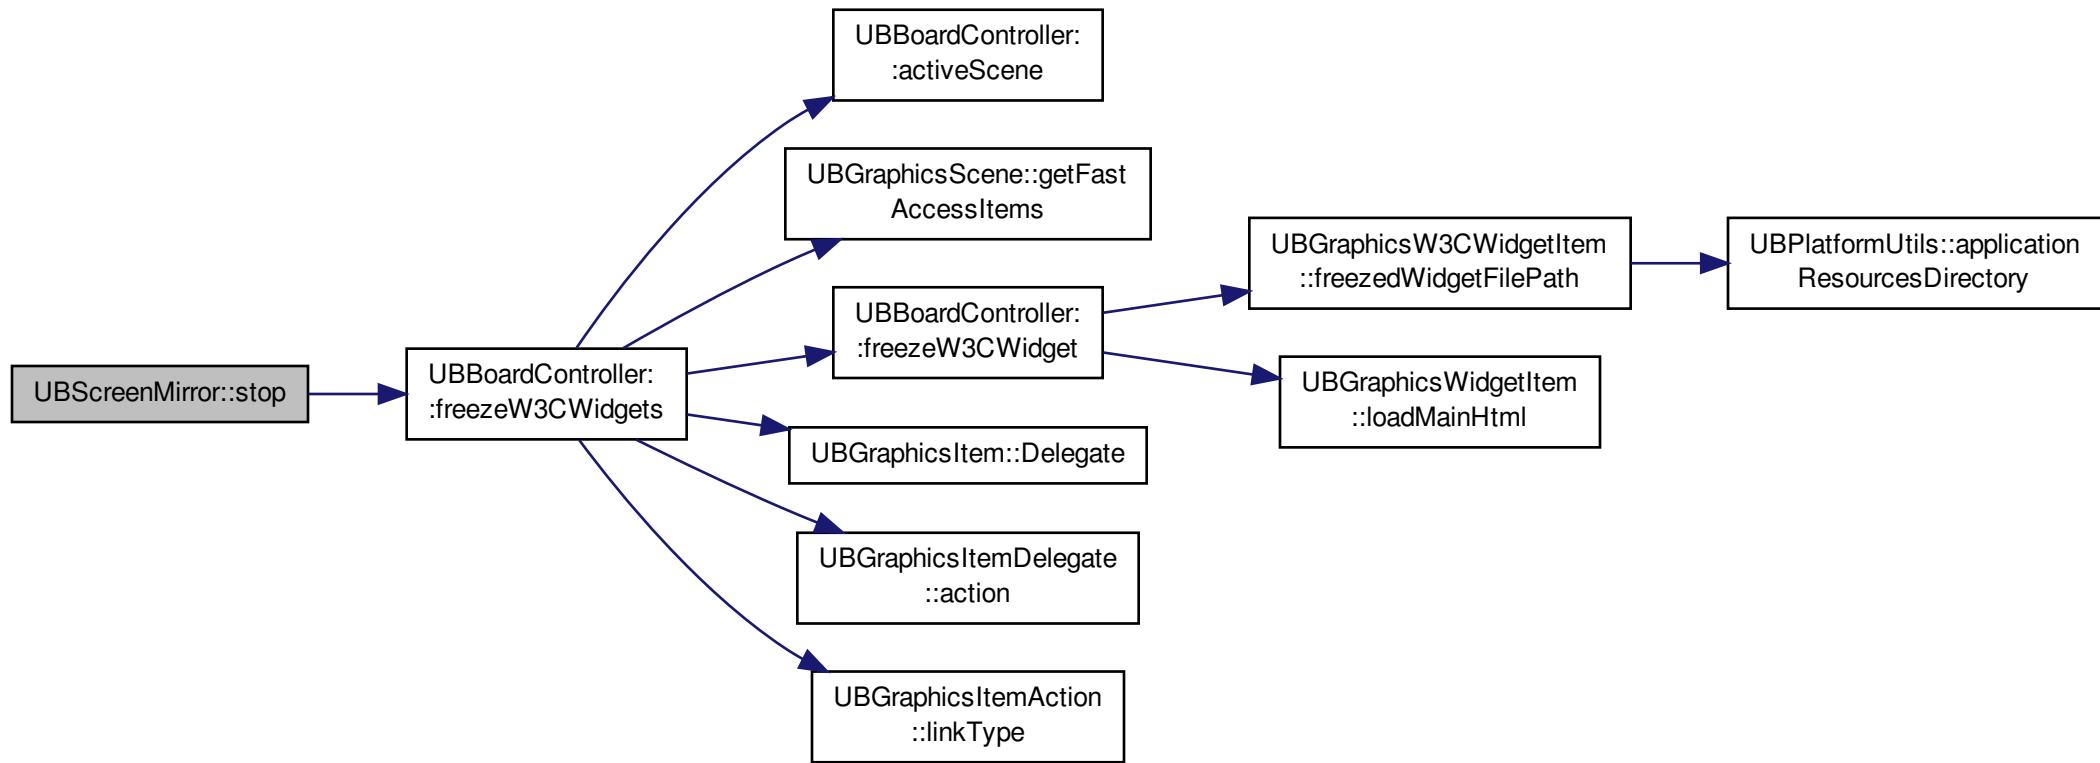 UBScreenMirror::stop
UBBoardController:
:freezeW3CWidgets
UBBoardController:
:activeScene
UBGraphicsScene::getFast
AccessItems
UBBoardController:
:freezeW3CWidget
UBGraphicsItem::Delegate
UBGraphicsItemDelegate
::action
UBGraphicsItemAction
::linkType
UBGraphicsW3CWidgetItem
::freezedWidgetFilePath
UBGraphicsWidgetItem
::loadMainHtml
UBPlatformUtils::application
ResourcesDirectory